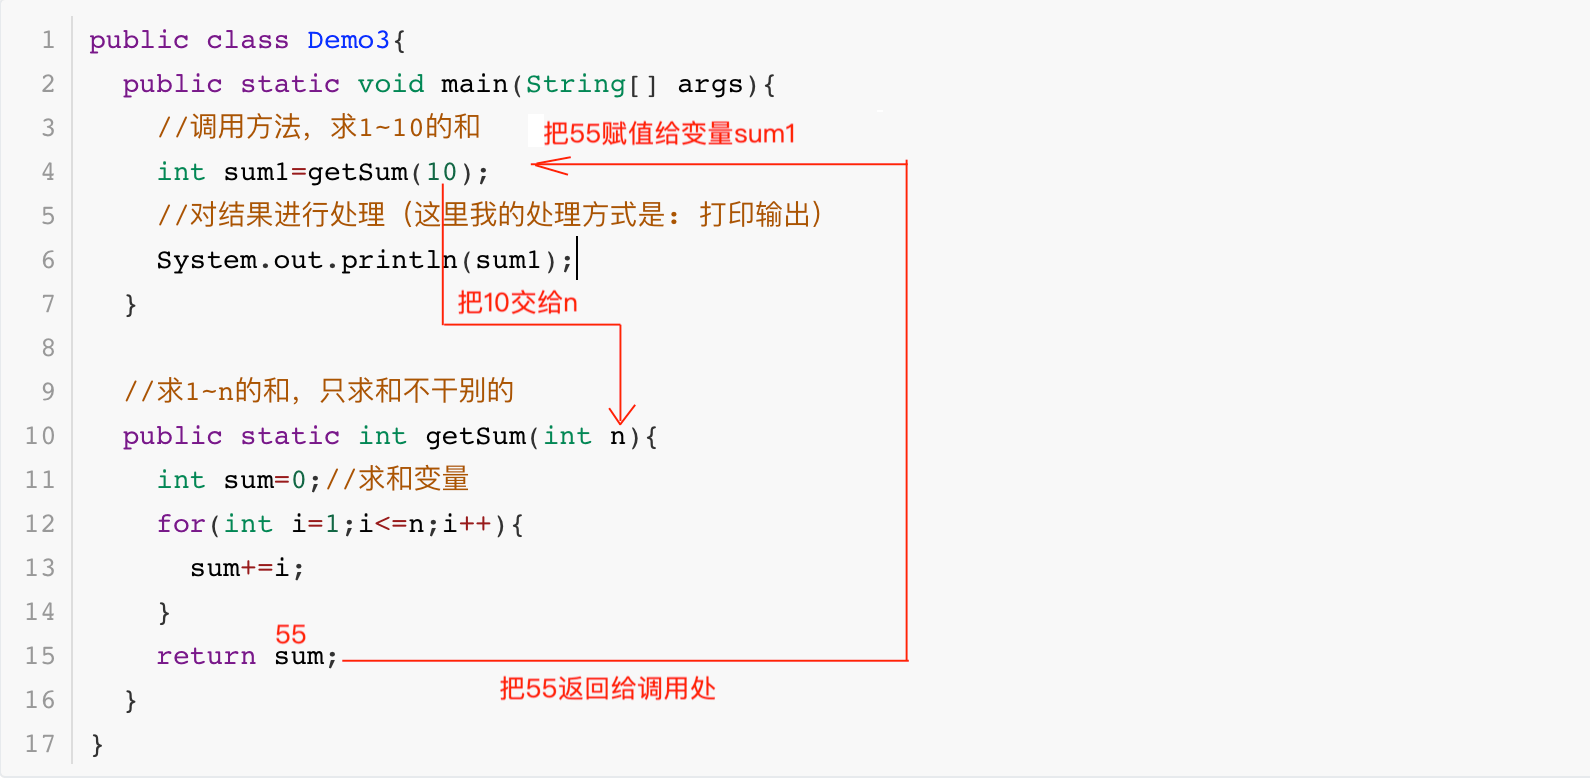 1 public class Demo3{
2 public static void main(String[] args){
3 //调用方法，求1~10的和
把55赋值给变量sum1
4 int sum1=getSum(10);
5 //对结果进行处理（这里我的处理方式是：打印输出）
6 System.out.println(sum1);
7 }
把10交给n
8
9 //求1~n的和，只求和不干别的
10 public static int getSum(int n){
11 int sum=0;//求和变量
12 for(int i=1;i<=n;i++){
13 sum+=i;
14 }
55
15 return sum;
把55返回给调用处
16 }
17 }